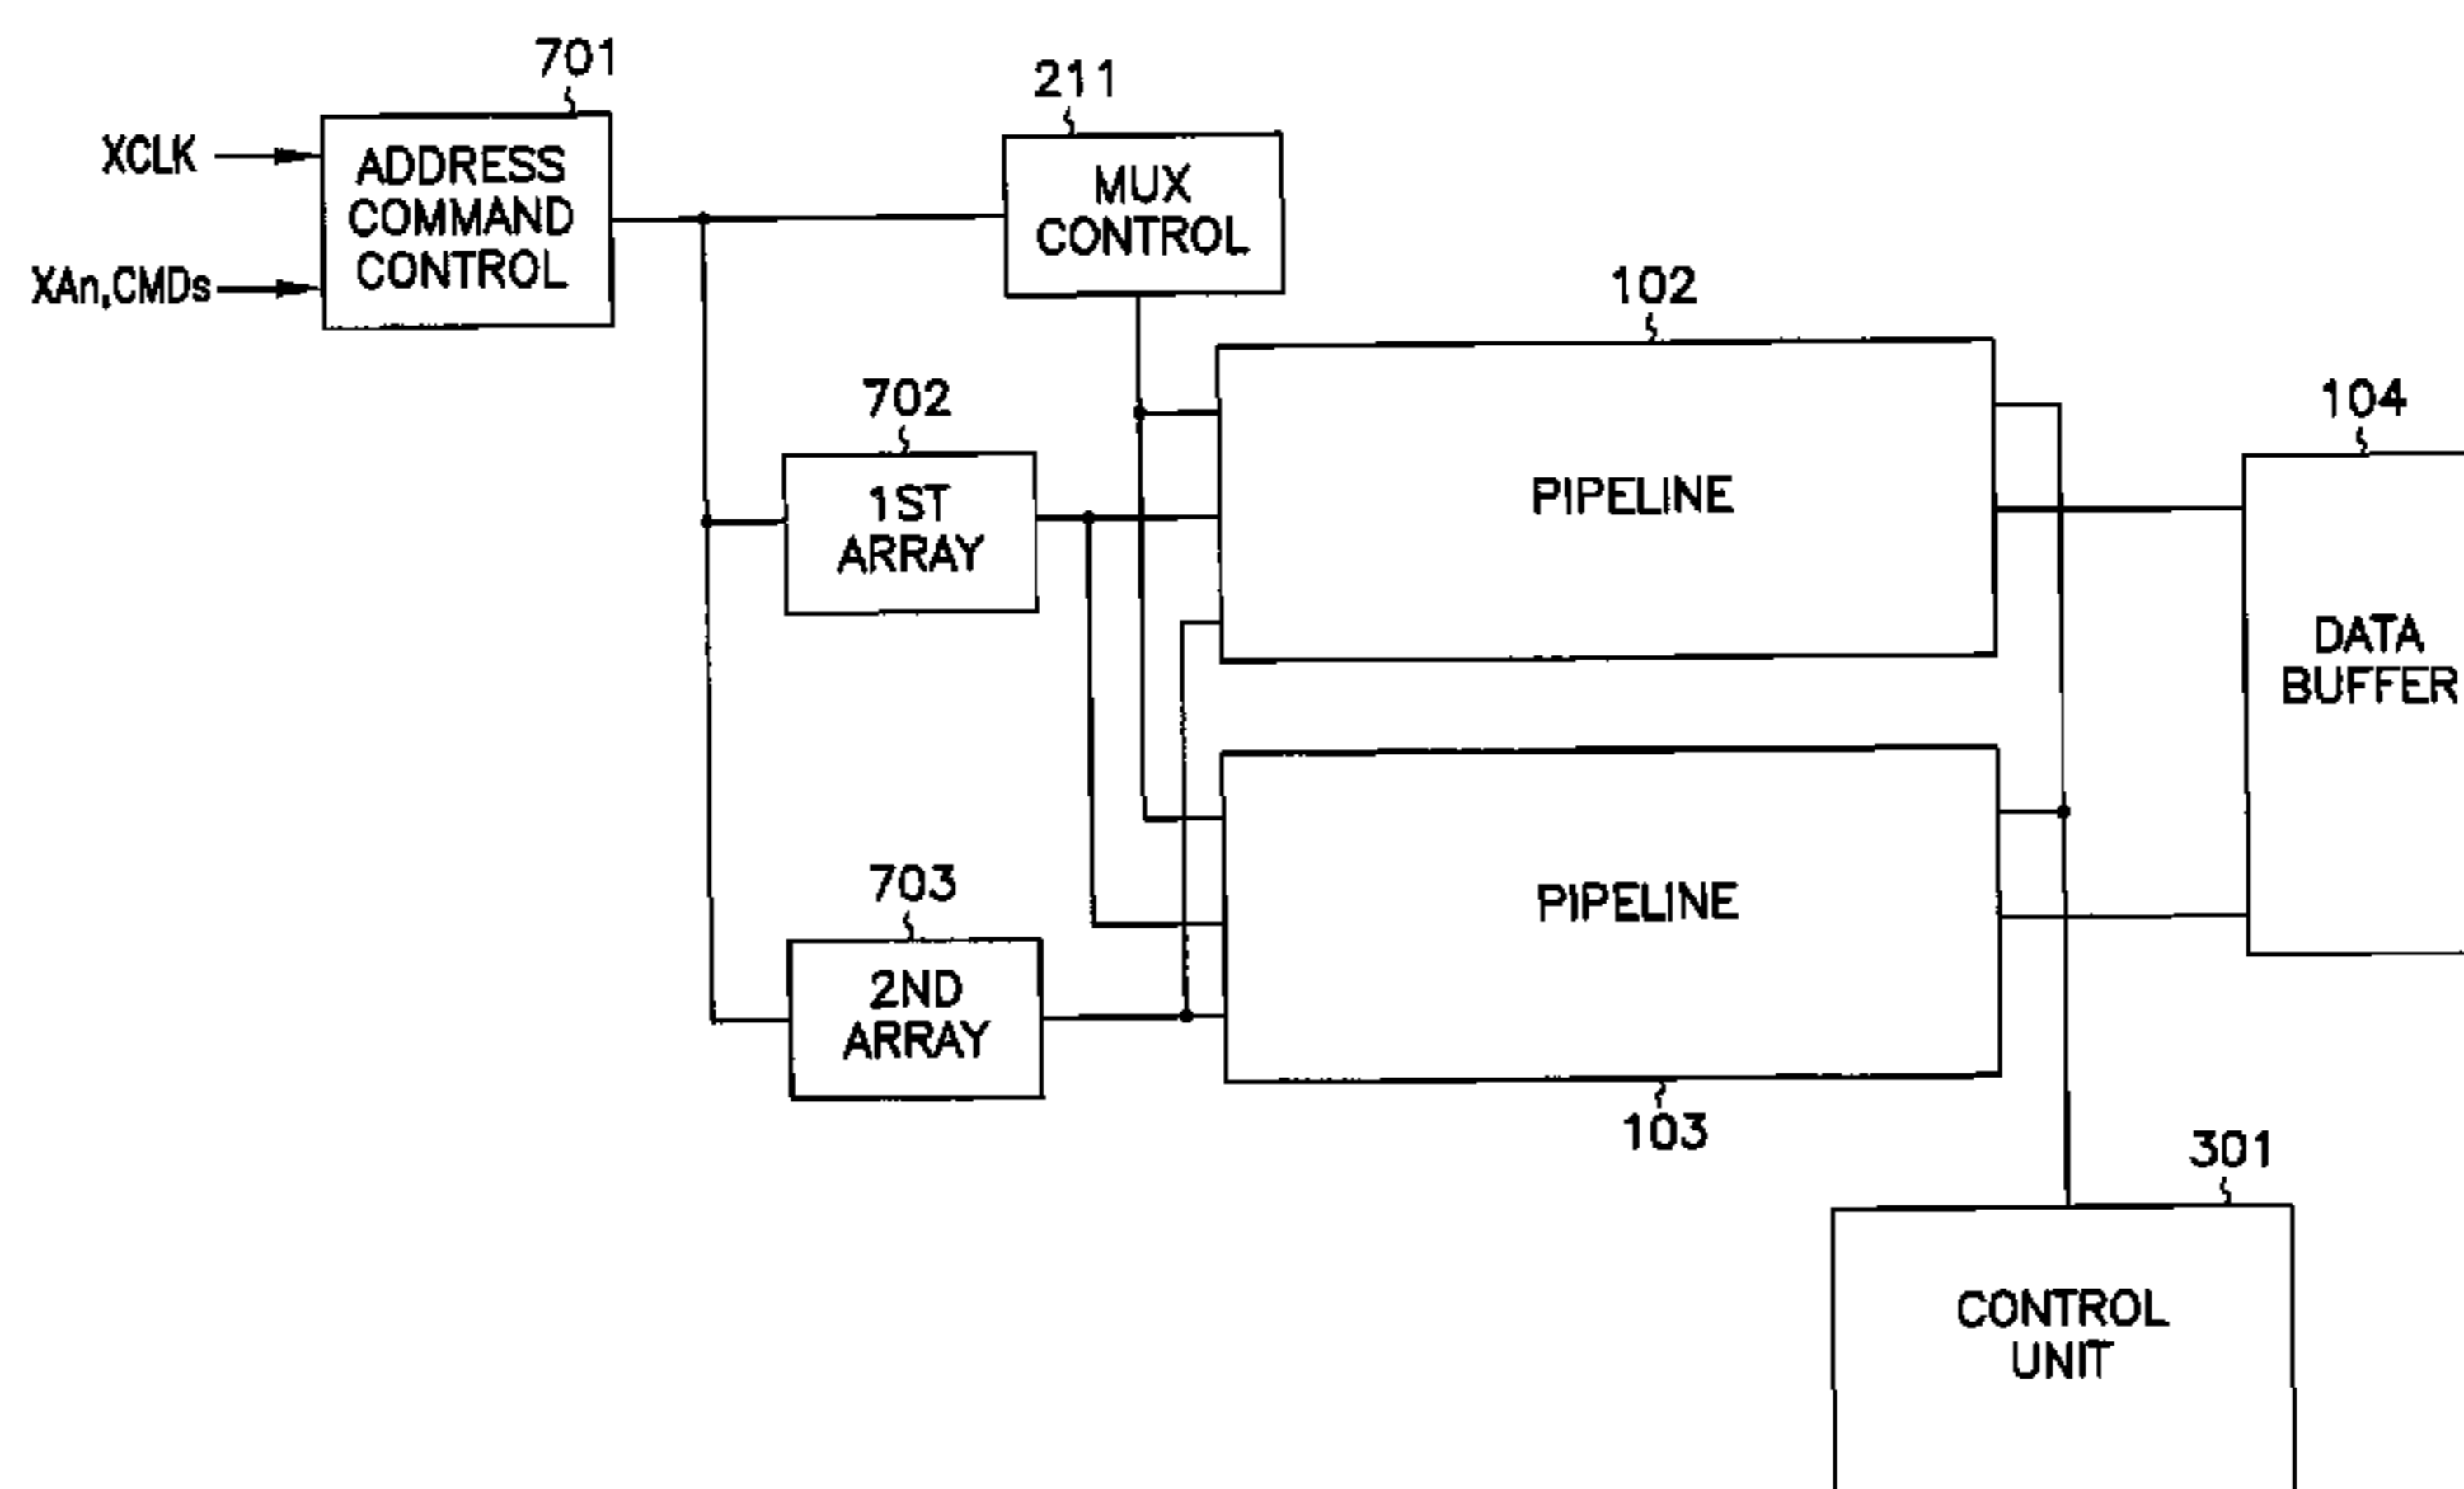 701
XCLK
ADDRESS
COMMAND
CONTROL
XAn,CMDs
211
MUX
CONTROL
702
1ST
ARRAY
102
PIPELINE
104
DATA
BUFFER
703
2ND
ARRAY
PIPELINE
103
301
CONTROL
UNIT